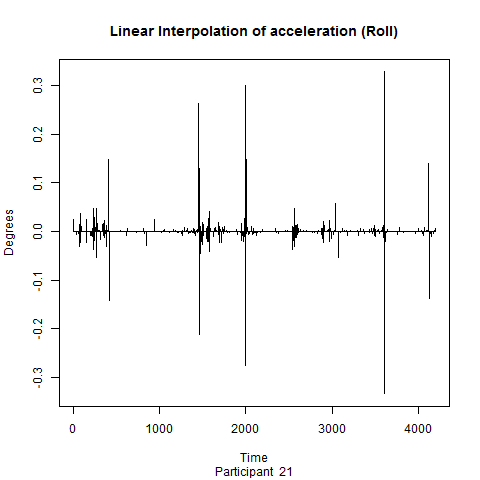 Linear Interpolation of acceleration (Roll)
0.3
0.2
0.1
0.0
-0.1
-0.2
-0.3
Degrees
0 1000 2000 3000 4000
Time
Participant 21